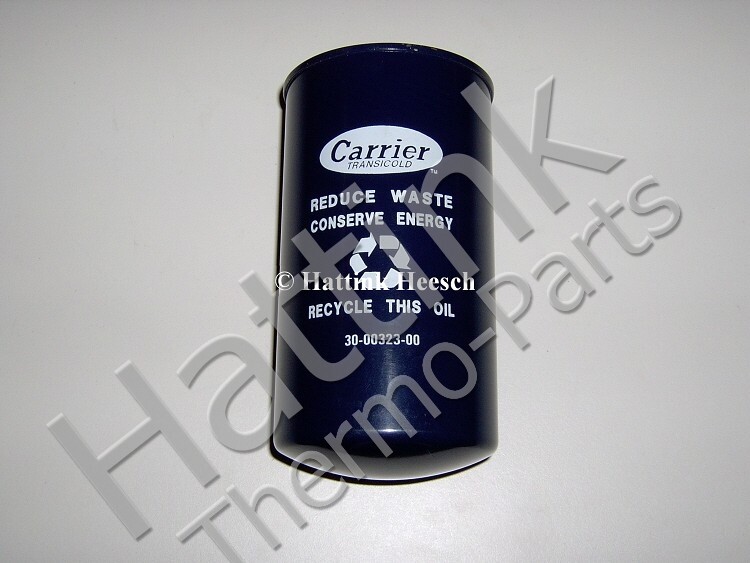 Carrier
TRANSICOLD
TM
REDUCE WASTE
CONSERVE ENERGY
© Hattink Heesch
RECYCLE THIS OIL
30-00323-00
Hattink
Thermo-Parts